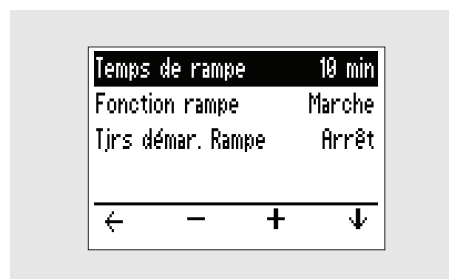 Temps de rampe 10 min
Fonction rampe Marche
Tjrs démar. Rampe Arrêt
← − + ↓